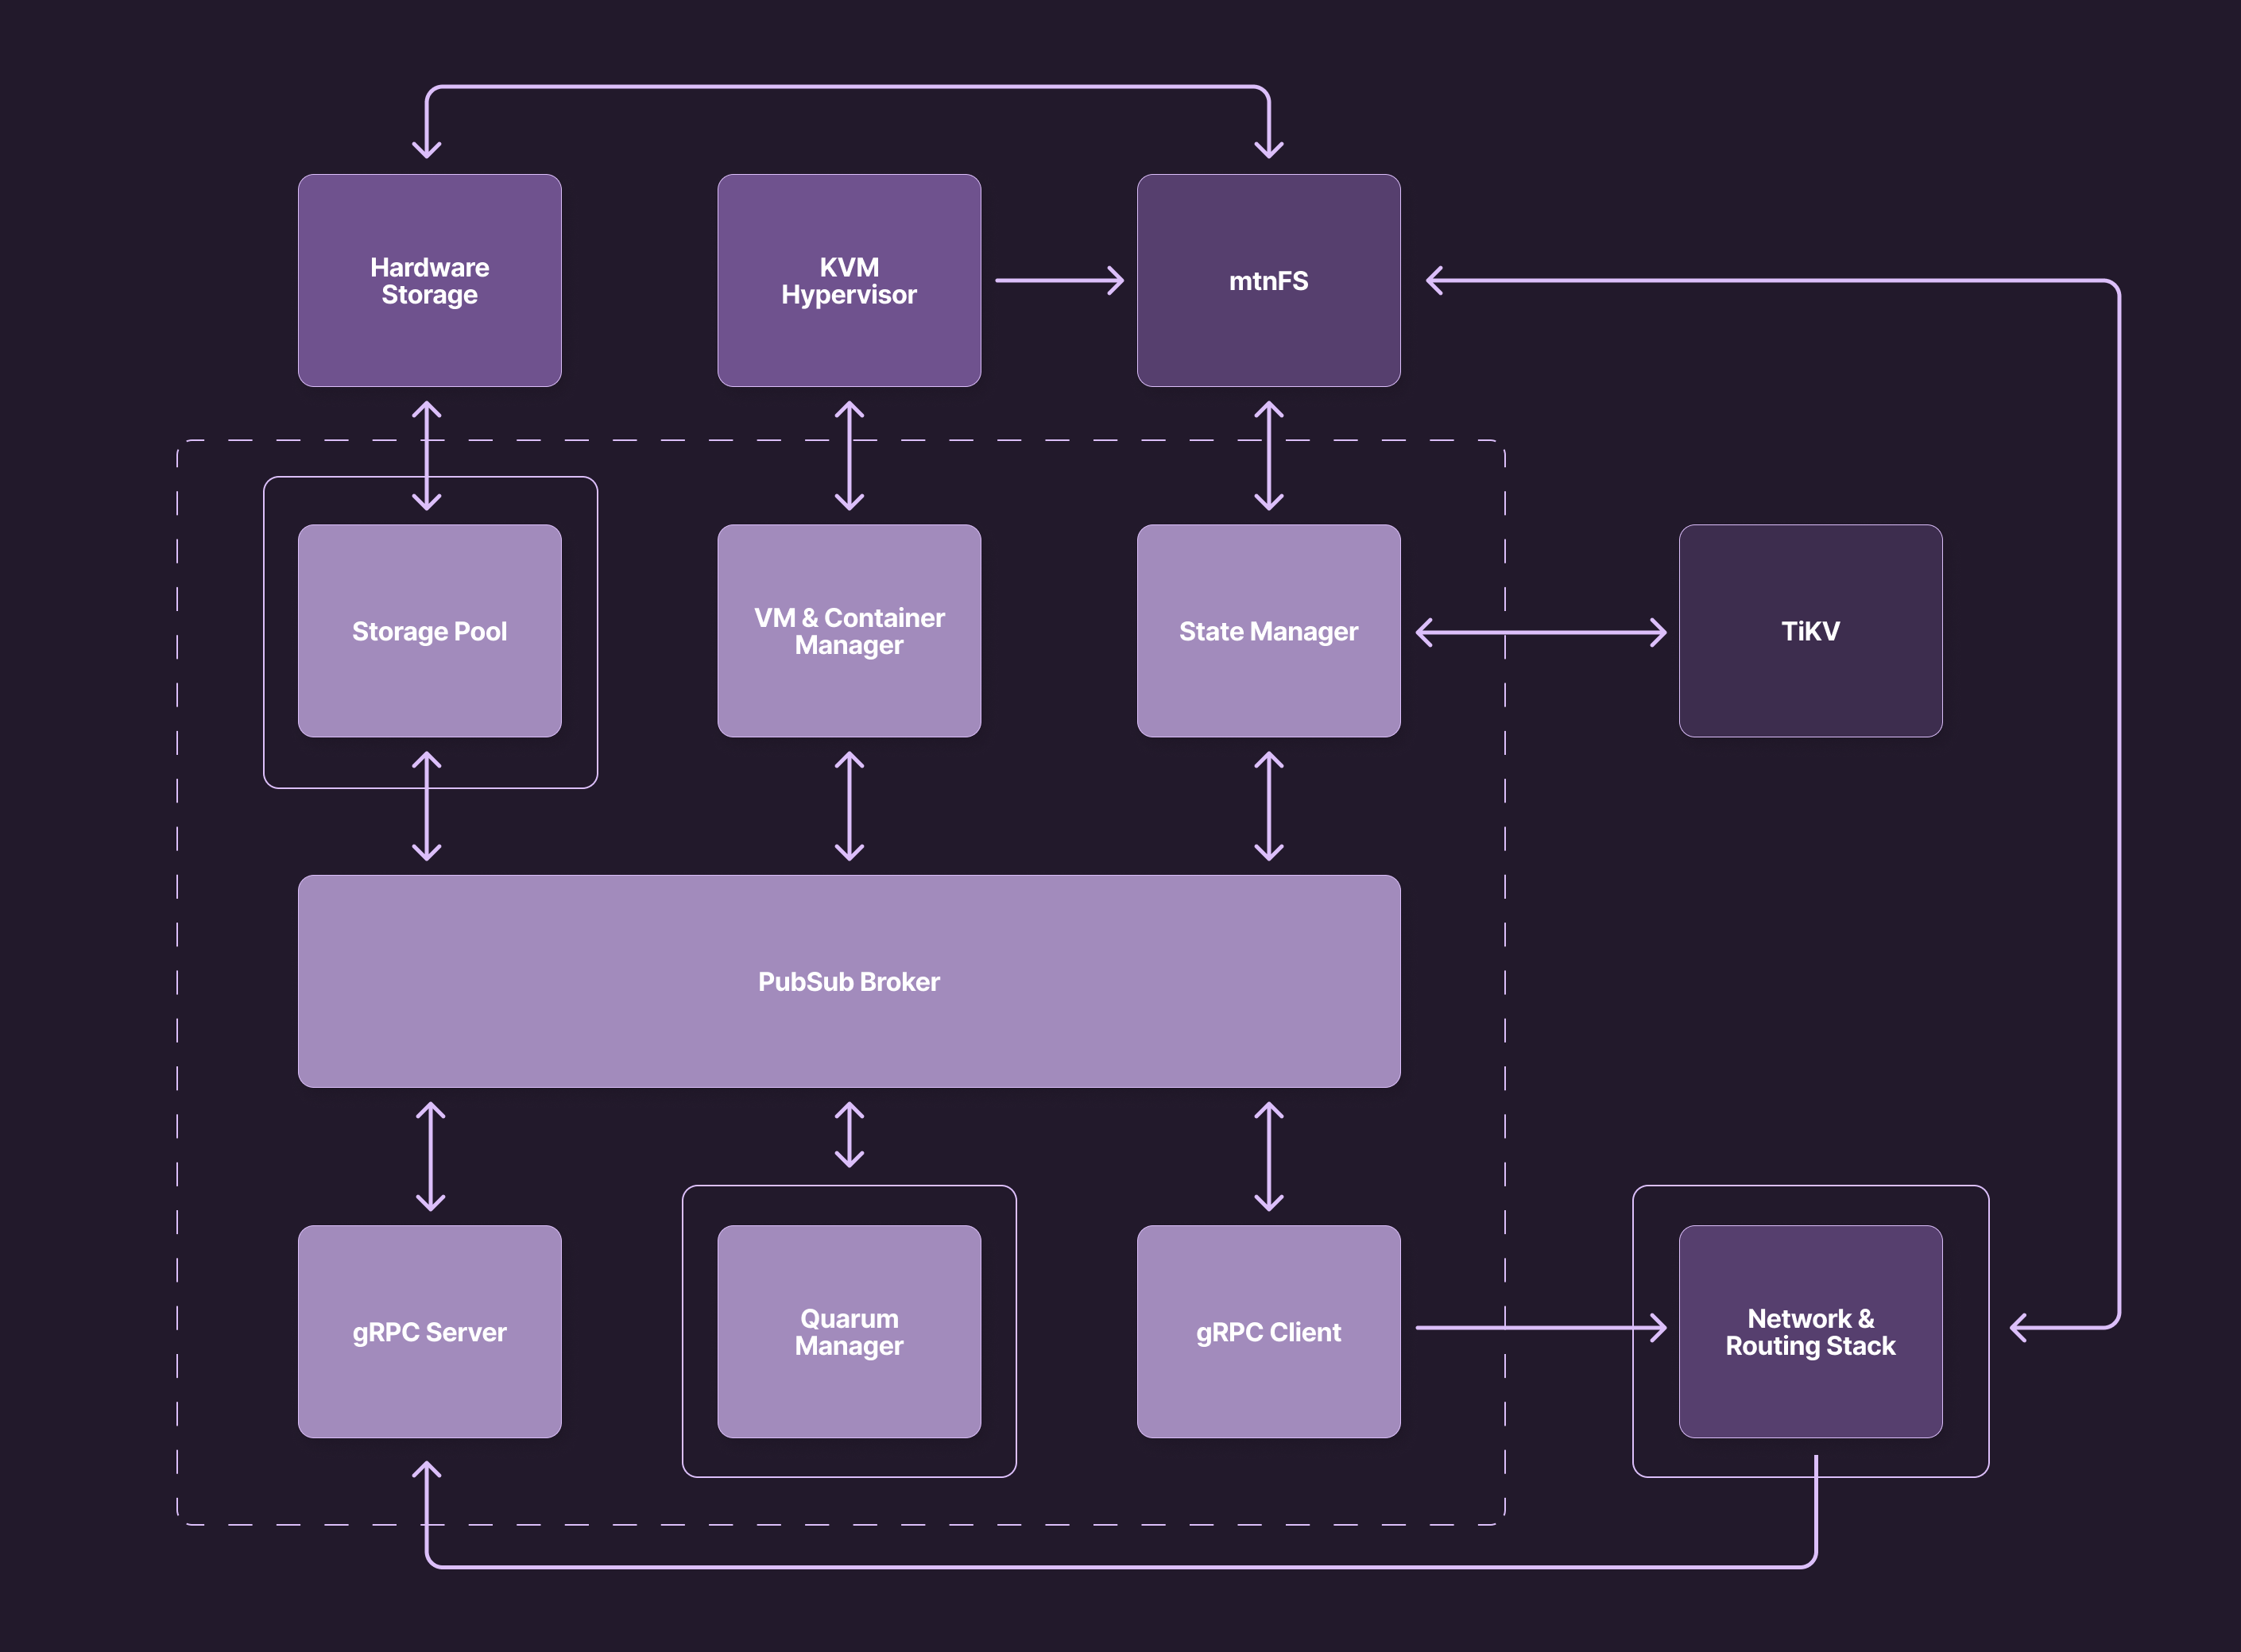 Hardware
Storage
KVM
Hypervisor
mtnFS
Storage Pool
VM & Container
Manager
State Manager
TiKV
PubSub Broker
gRPC Server
Quarum
Manager
gRPC Client
Network &
Routing Stack